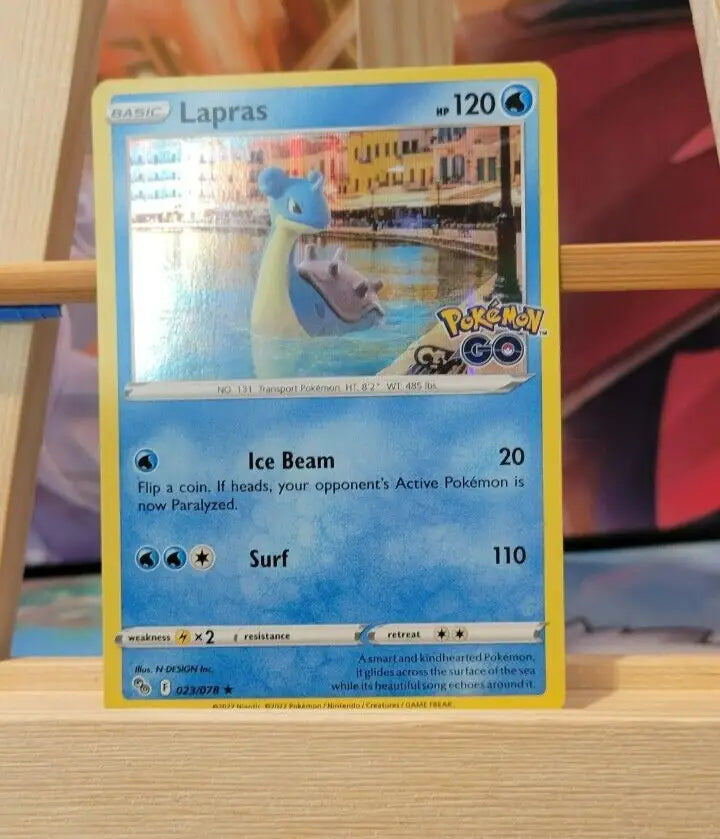 BASIC Lapras HP 120
Pokémon
GO
NO. 131 Transport Pokémon HT: 8'2" WT: 485 lbs.
Ice Beam 20
Flip a coin. If heads, your opponent's Active Pokémon is
now Paralyzed.
Surf 110
weakness ×2 resistance retreat
Illus. N-DESIGN Inc.
F 023/078 ★
A smart and kindhearted Pokémon,
it glides across the surface of the sea
while its beautiful song echoes around it.
©2022 Niantic ©2022 Pokémon / Nintendo / Creatures / GAME FREAK